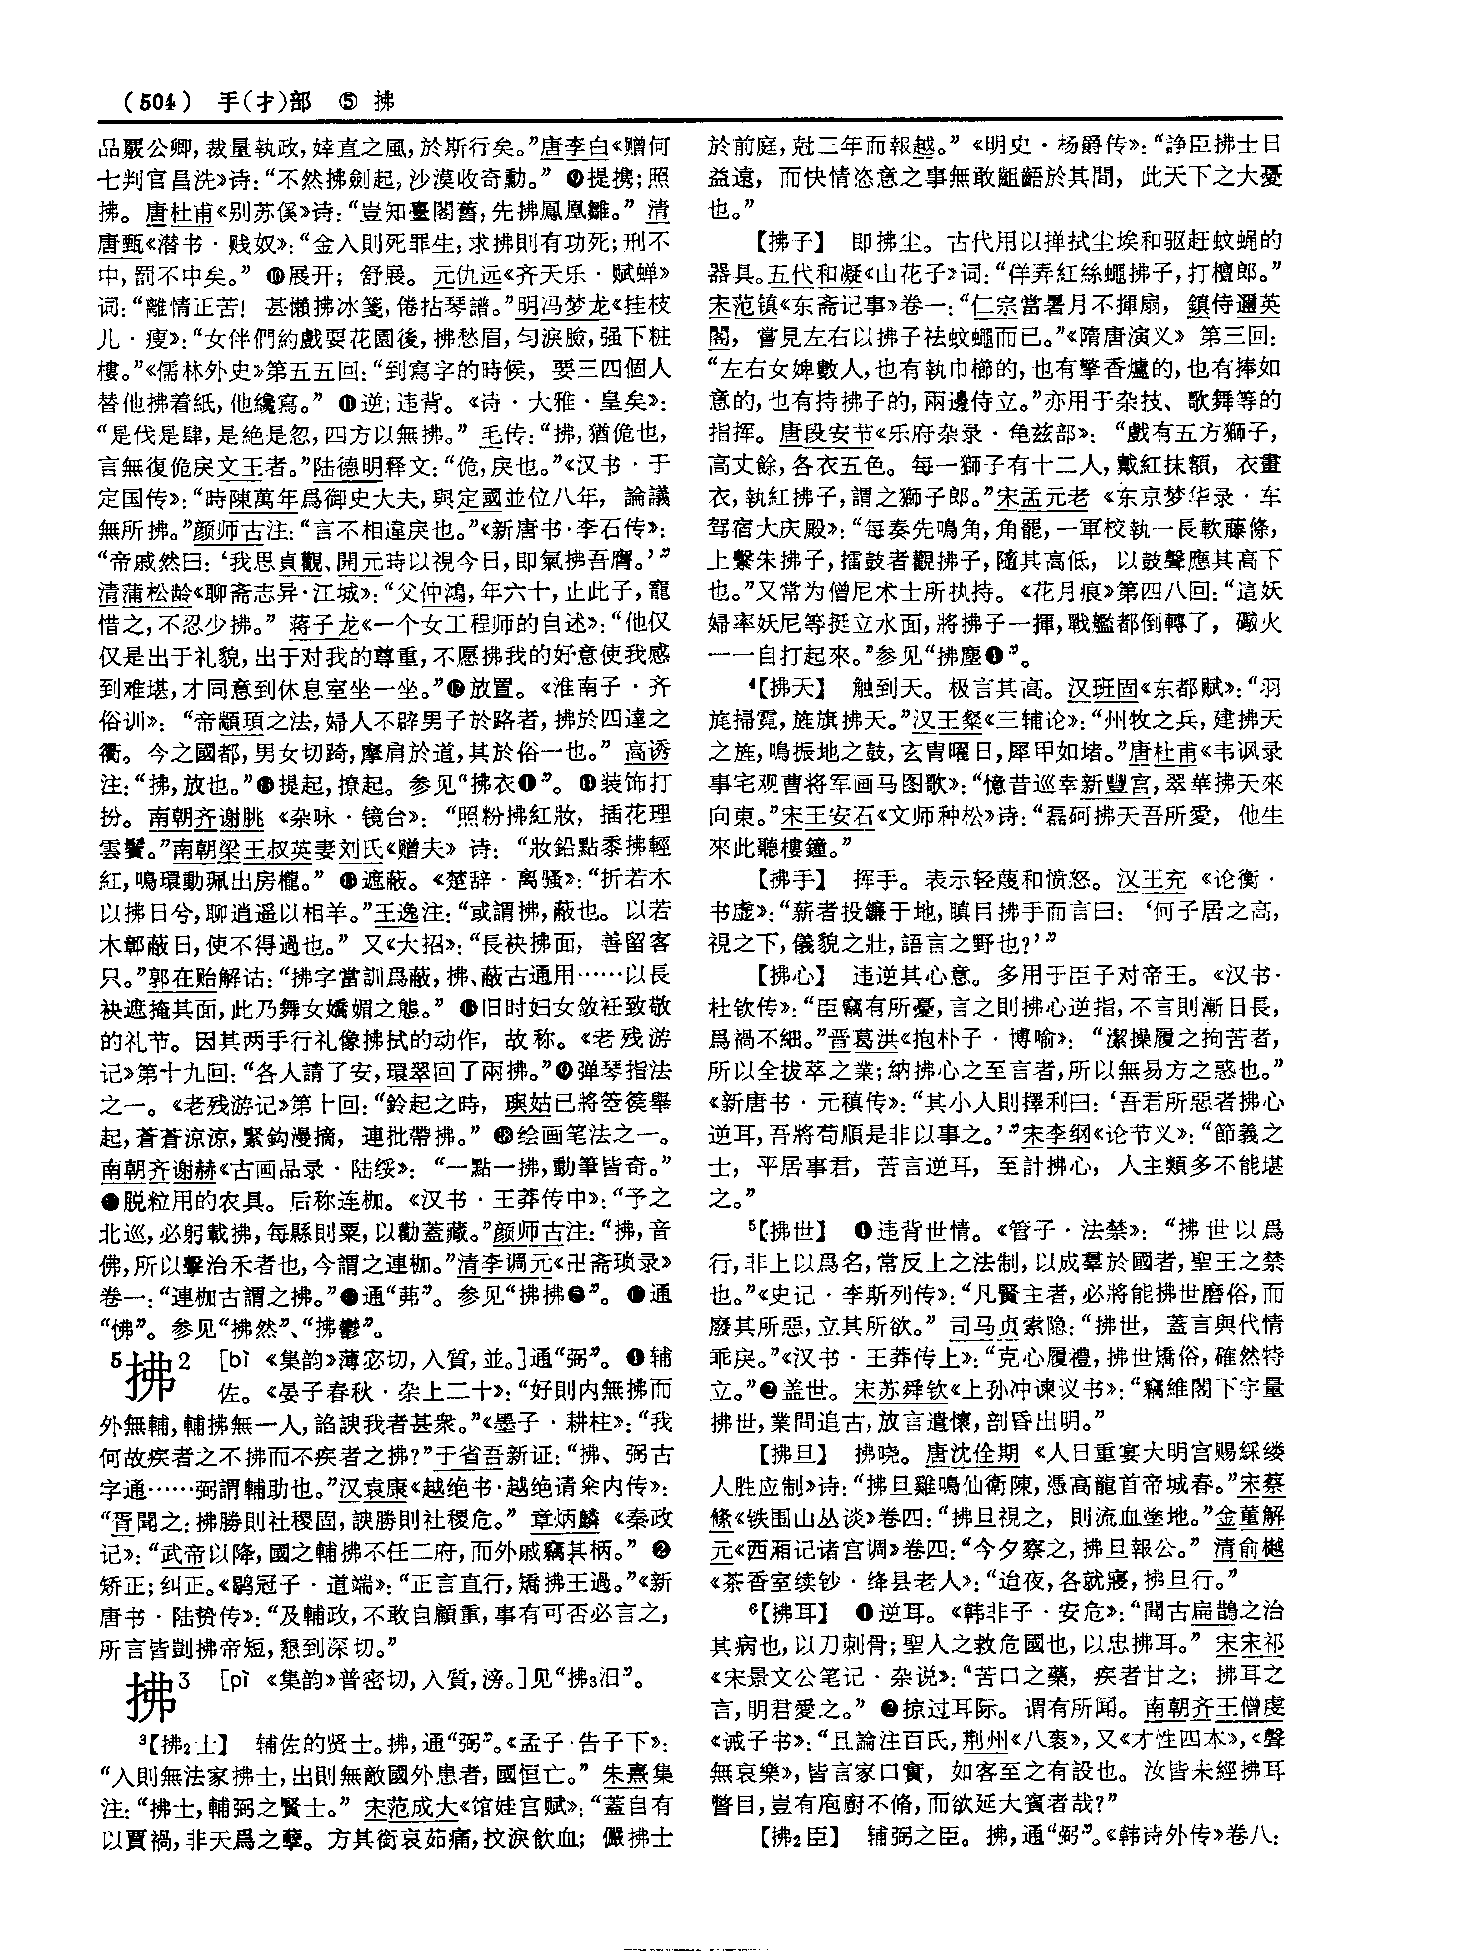 (504) 手(扌)部 ⑤ 拂
品覈公卿,裁量執政,婞直之風,於斯行矣。”唐李白《赠何
七判官昌浩》诗:“不然拂劍起,沙漠收奇勳。” ❾提携;照
拂。唐杜甫《别苏徯》诗:“豈知臺閣舊,先拂鳳凰雛。” 清
唐甄《潜书·贱奴》:“金入則死罪生,求拂則有功死;刑不
中,罰不中矣。” ❿展开;舒展。元仇远《齐天乐·赋蝉》
词:“離情正苦!甚懶拂冰箋,倦拈琴譜。”明冯梦龙《挂枝
儿·瘦》:“女伴們約戲耍花園後,拂愁眉,匀淚臉,强下粧
樓。”《儒林外史》第五五回:“到寫字的時候,要三四個人
替他拂着紙,他纔寫。” ⓫逆;违背。《诗·大雅·皇矣》:
“是伐是肆,是絶是忽,四方以無拂。” 毛传:“拂,猶佹也,
言無復佹戾文王者。”陆德明释文:“佹,戾也。”《汉书·于
定国传》:“時陳萬年爲御史大夫,與定國並位八年,論議
無所拂。”颜师古注:“言不相違戾也。”《新唐书·李石传》:
“帝戚然曰:‘我思貞觀、開元時以視今日,即氣拂吾膺。’”
清蒲松龄《聊斋志异·江城》:“父仲鴻,年六十,止此子,寵
惜之,不忍少拂。” 蒋子龙《一个女工程师的自述》:“他仅
仅是出于礼貌,出于对我的尊重,不愿拂我的好意使我感
到难堪,才同意到休息室坐一坐。”⓬放置。《淮南子·齐
俗训》:“帝顓頊之法,婦人不辟男子於路者,拂於四達之
衢。今之國都,男女切踦,摩肩於道,其於俗一也。” 高诱
注:“拂,放也。”⓭提起,撩起。参见“拂衣❶”。 ⓮装饰打
扮。南朝齐谢朓《杂咏·镜台》:“照粉拂紅妝,插花理
雲鬢。”南朝梁王叔英妻刘氏《赠夫》诗:“妝鉛點黍拂輕
紅,鳴環動珮出房櫳。” ⓯遮蔽。《楚辞·离骚》:“折若木
以拂日兮,聊逍遥以相羊。”王逸注:“或謂拂,蔽也。以若
木鄣蔽日,使不得過也。” 又《大招》:“長袂拂面,善留客
只。”郭在贻解诂:“拂字當訓爲蔽,拂、蔽古通用……以長
袂遮掩其面,此乃舞女嬌媚之態。” ⓰旧时妇女敛衽致敬
的礼节。因其两手行礼像拂拭的动作,故称。《老残游
记》第十九回:“各人請了安,環翠回了兩拂。”⓱弹琴指法
之一。《老残游记》第十回:“鈴起之時,璵姑已將箜篌舉
起,蒼蒼涼涼,緊鈎漫摘,連批帶拂。” ⓲绘画笔法之一。
南朝齐谢赫《古画品录·陆绥》:“一點一拂,動筆皆奇。”
⓳脱粒用的农具。后称连枷。《汉书·王莽传中》:“予之
北巡,必躬載拂,每縣則粟,以勸蓋藏。”颜师古注:“拂,音
佛,所以擊治禾者也,今謂之連枷。”清李调元《卍斋琐录》
卷一:“連枷古謂之拂。”⓴通“茀”。参见“拂拂❺”。 ㉑通
“怫”。参见“拂然”、“拂鬱”。
5拂2 [bì 《集韵》薄宓切,入質,並。]通“弼”。❶辅
佐。《晏子春秋·杂上二十》:“好則内無拂而
外無輔,輔拂無一人,諂諛我者甚衆。”《墨子·耕柱》:“我
何故疾者之不拂而不疾者之拂?”于省吾新证:“拂、弼古
字通……弼謂輔助也。”汉袁康《越绝书·越绝请籴内传》:
“胥聞之:拂勝則社稷固,諛勝則社稷危。” 章炳麟《秦政
记》:“武帝以降,國之輔拂不任二府,而外戚竊其柄。” ❷
矫正;纠正。《鹖冠子·道端》:“正言直行,矯拂王過。”《新
唐书·陆贽传》:“及輔政,不敢自顧重,事有可否必言之,
所言皆剴拂帝短,懇到深切。”
拂3 [pì 《集韵》普密切,入質,滂。]见“拂3汩”。
3【拂2士】 辅佐的贤士。拂,通“弼”。《孟子·告子下》:
“入則無法家拂士,出則無敵國外患者,國恒亡。” 朱熹集
注:“拂士,輔弼之賢士。” 宋范成大《馆娃宫赋》:“蓋自有
以賈禍,非天爲之孽。方其銜哀茹痛,抆淚飲血;儼拂士
於前庭,尅三年而報越。”《明史·杨爵传》:“諍臣拂士日
益遠,而快情恣意之事無敢齟齬於其間,此天下之大憂
也。”
【拂子】 即拂尘。古代用以掸拭尘埃和驱赶蚊蝇的
器具。五代和凝《山花子》词:“佯弄紅絲蠅拂子,打檀郎。”
宋范镇《东斋记事》卷一:“仁宗當暑月不揮扇,鎮侍邇英
閣,嘗見左右以拂子祛蚊蠅而已。”《隋唐演义》第三回:
“左右女婢數人,也有執巾櫛的,也有擎香爐的,也有捧如
意的,也有持拂子的,兩邊侍立。”亦用于杂技、歌舞等的
指挥。唐段安节《乐府杂录·龟兹部》:“戲有五方獅子,
高丈餘,各衣五色。每一獅子有十二人,戴紅抹額,衣畫
衣,執紅拂子,謂之獅子郎。”宋孟元老《东京梦华录·车
驾宿大庆殿》:“每奏先鳴角,角罷,一軍校執一長軟藤條,
上繫朱拂子,擂鼓者觀拂子,隨其高低,以鼓聲應其高下
也。”又常为僧尼术士所执持。《花月痕》第四八回:“這妖
婦率妖尼等挺立水面,將拂子一揮,戰艦都倒轉了,礮火
一一自打起來。”参见“拂塵❶”。
4【拂天】 触到天。极言其高。汉班固《东都赋》:“羽
旄掃霓,旌旗拂天。”汉王粲《三辅论》:“州牧之兵,建拂天
之旌,鳴振地之鼓,玄冑曜日,犀甲如堵。”唐杜甫《韦讽录
事宅观曹将军画马图歌》:“憶昔巡幸新豐宫,翠華拂天來
向東。”宋王安石《文师种松》诗:“磊砢拂天吾所愛,他生
來此聽樓鐘。”
【拂手】 挥手。表示轻蔑和愤怒。汉王充《论衡·
书虚》:“薪者投鐮于地,瞋目拂手而言曰:‘何子居之高,
視之下,儀貌之壯,語言之野也?’”
【拂心】 违逆其心意。多用于臣子对帝王。《汉书·
杜钦传》:“臣竊有所憂,言之則拂心逆指,不言則漸日長,
爲禍不細。”晋葛洪《抱朴子·博喻》:“潔操履之拘苦者,
所以全拔萃之業;納拂心之至言者,所以無易方之惑也。”
《新唐书·元稹传》:“其小人則擇利曰:‘吾君所惡者拂心
逆耳,吾將苟順是非以事之。’”宋李纲《论节义》:“節義之
士,平居事君,苦言逆耳,至計拂心,人主類多不能堪
之。”
5【拂世】 ❶违背世情。《管子·法禁》:“拂世以爲
行,非上以爲名,常反上之法制,以成羣於國者,聖王之禁
也。”《史记·李斯列传》:“凡賢主者,必將能拂世磨俗,而
廢其所惡,立其所欲。” 司马贞索隐:“拂世,蓋言與代情
乖戾。”《汉书·王莽传上》:“克心履禮,拂世矯俗,確然特
立。”❷盖世。宋苏舜钦《上孙冲谏议书》:“竊維閣下宇量
拂世,業問追古,放言遣懷,剖昏出明。”
【拂旦】 拂晓。唐沈佺期《人日重宴大明宫赐綵缕
人胜应制》诗:“拂旦雞鳴仙衛陳,憑高龍首帝城春。”宋蔡
絛《铁围山丛谈》卷四:“拂旦視之,則流血塗地。”金董解
元《西厢记诸宫调》卷四:“今夕察之,拂旦報公。” 清俞樾
《茶香室续钞·绛县老人》:“迨夜,各就寢,拂旦行。”
6【拂耳】 ❶逆耳。《韩非子·安危》:“聞古扁鵲之治
其病也,以刀刺骨;聖人之救危國也,以忠拂耳。” 宋宋祁
《宋景文公笔记·杂说》:“苦口之藥,疾者甘之;拂耳之
言,明君愛之。” ❷掠过耳际。谓有所闻。南朝齐王僧虔
《诫子书》:“且論注百氏,荆州《八袠》,又《才性四本》,《聲
無哀樂》,皆言家口實,如客至之有設也。汝皆未經拂耳
瞥目,豈有庖廚不脩,而欲延大賓者哉?”
【拂2臣】 辅弼之臣。拂,通“弼”。《韩诗外传》卷八: